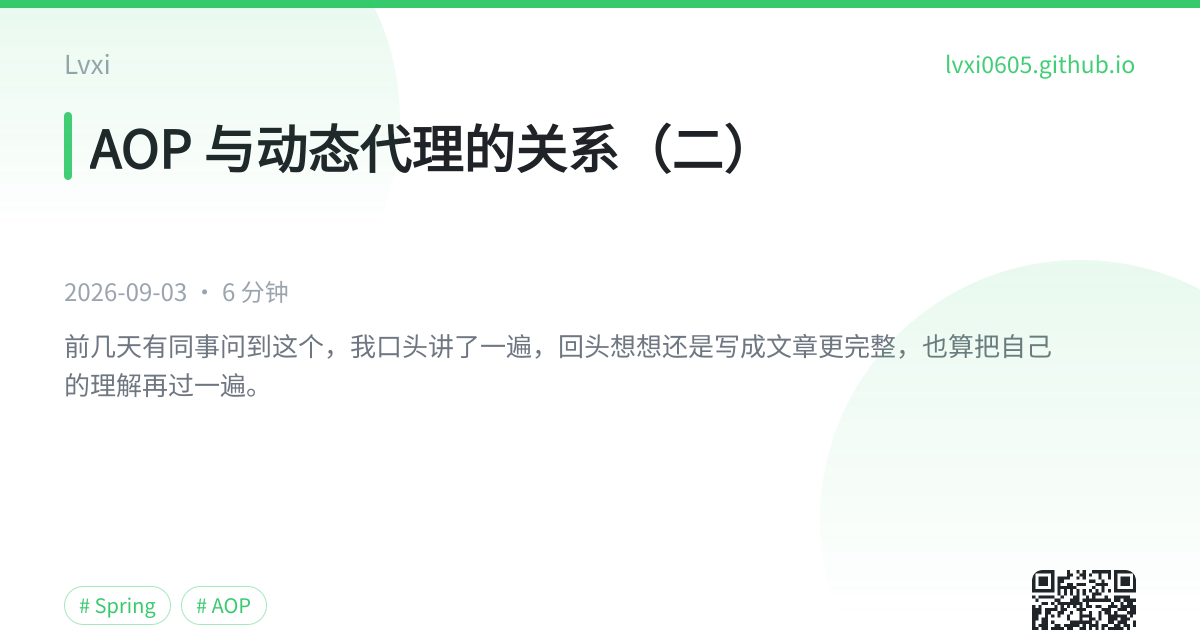 Lvxi
lvxi0605.github.io
AOP 与动态代理的关系（二）
2026-09-03 · 6 分钟
前几天有同事问到这个，我口头讲了一遍，回头想想还是写成文章更完整，也算把自己
的理解再过一遍。
# Spring
# AOP